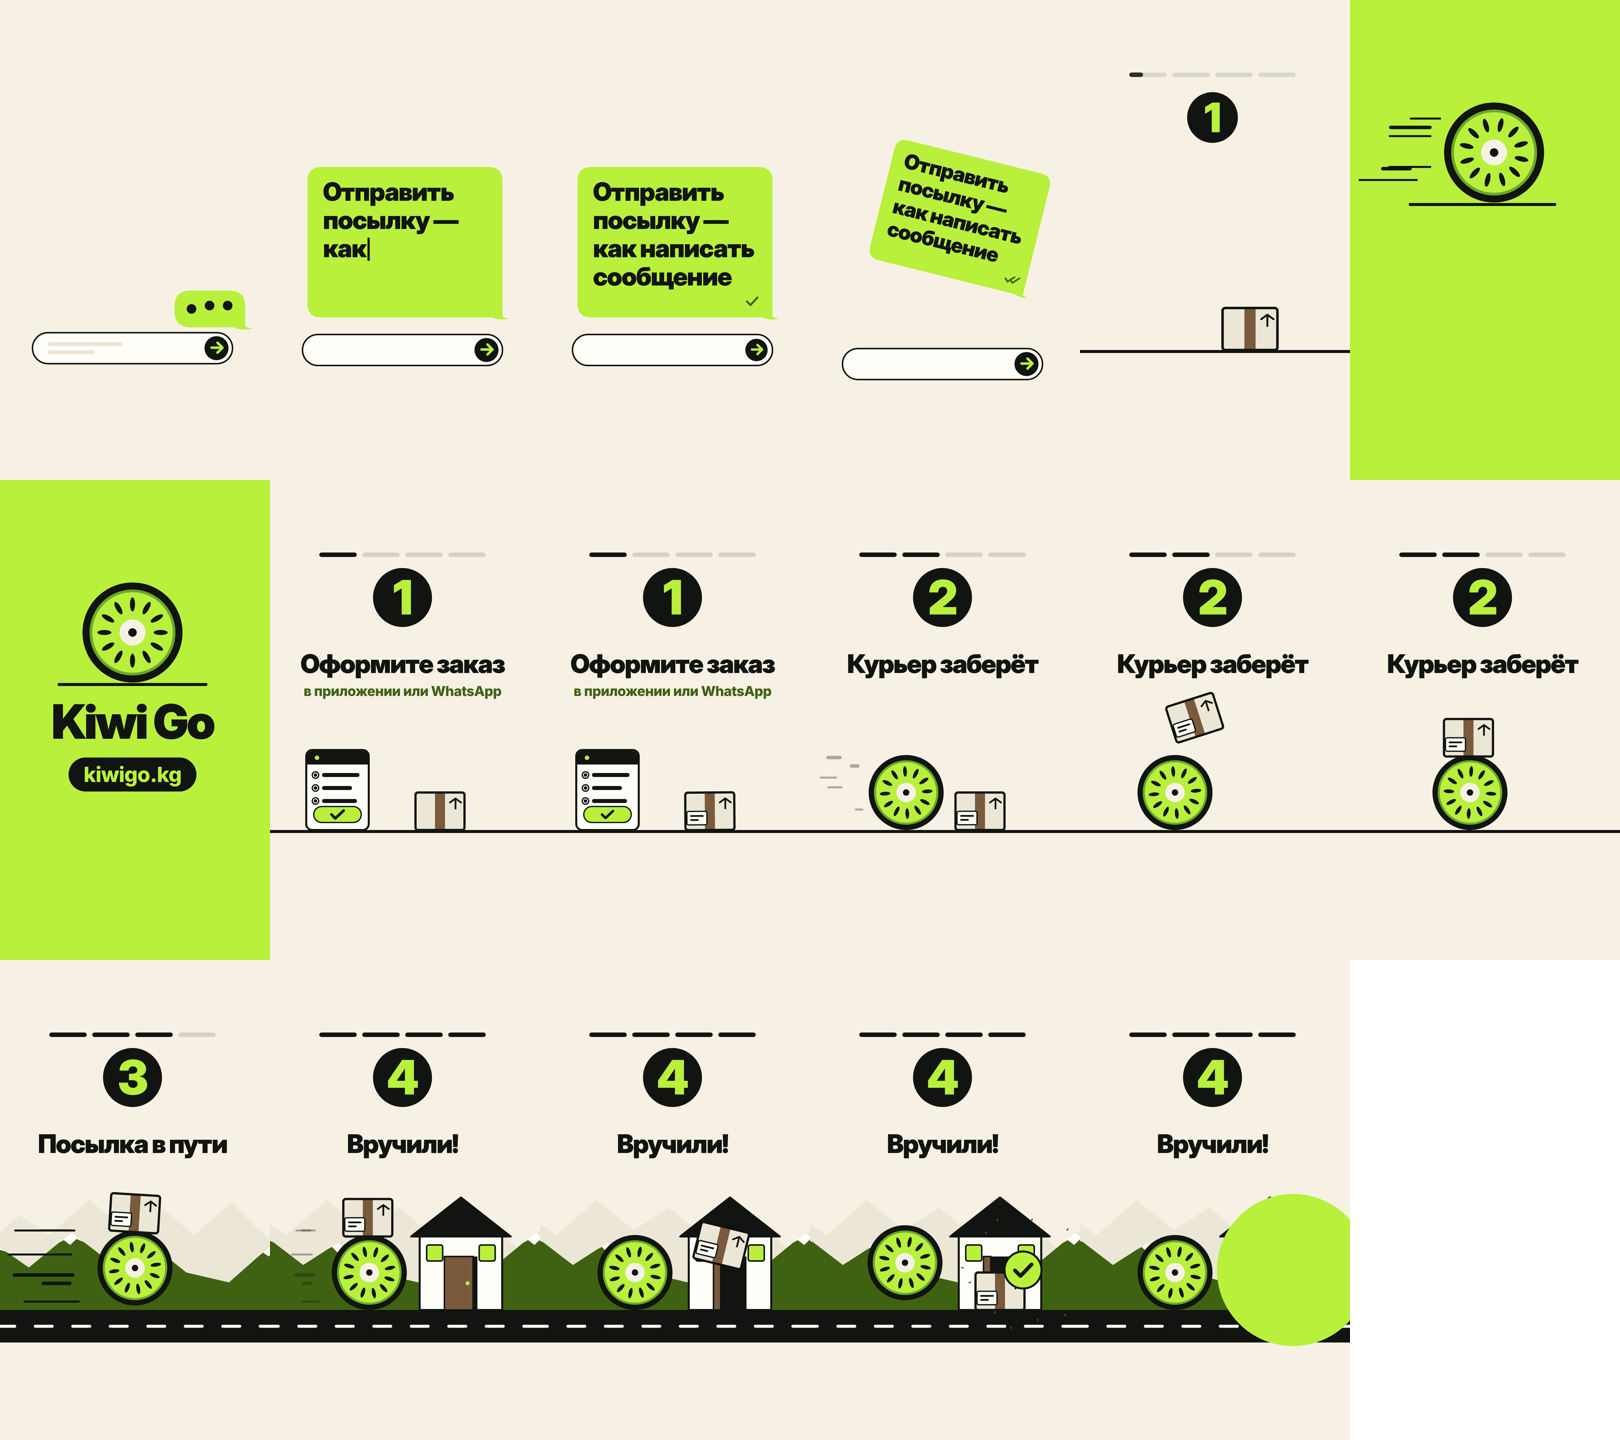 Отправить
посылку —
как
Отправить
посылку —
как написать
сообщение
Отправить
посылку —
как написать
сообщение
1
Kiwi Go
kiwigo.kg
1
Оформите заказ
в приложении или WhatsApp
1
Оформите заказ
в приложении или WhatsApp
2
Курьер заберёт
2
Курьер заберёт
2
Курьер заберёт
3
Посылка в пути
4
Вручили!
4
Вручили!
4
Вручили!
4
Вручили!